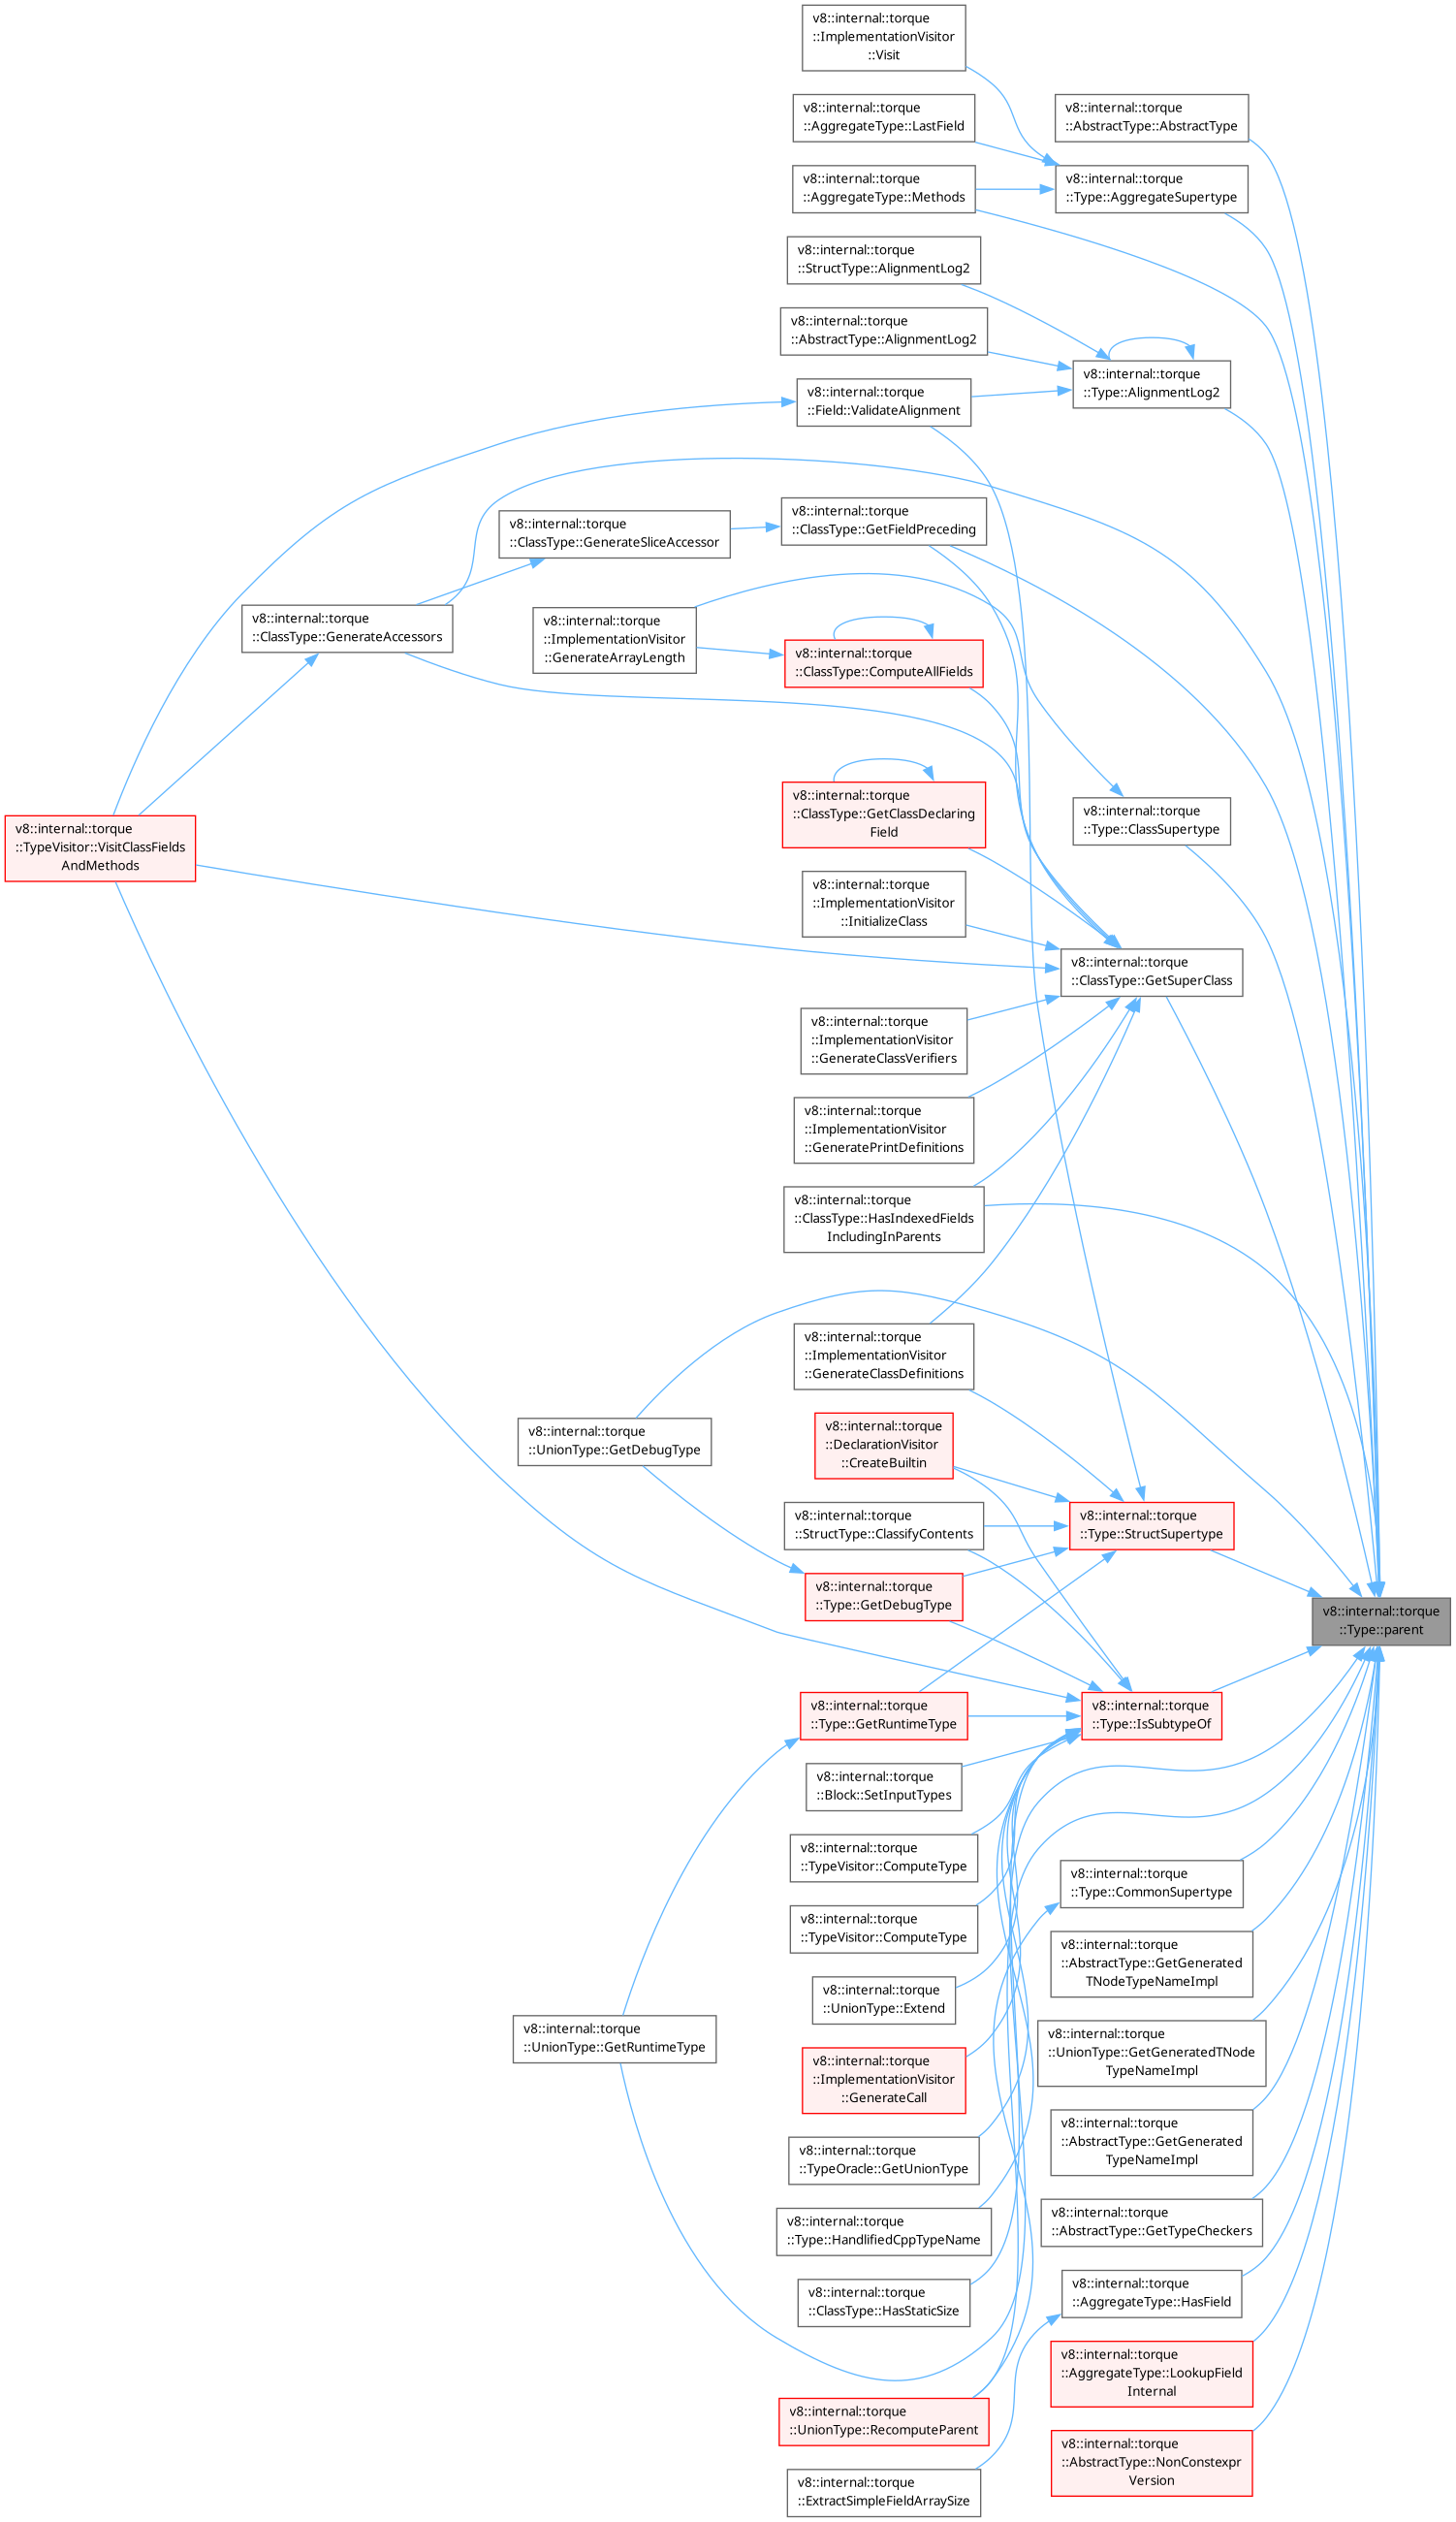 v8::internal::torque
::ImplementationVisitor
::Visit
v8::internal::torque
::AggregateType::LastField
v8::internal::torque
::AbstractType::AbstractType
v8::internal::torque
::AggregateType::Methods
v8::internal::torque
::Type::AggregateSupertype
v8::internal::torque
::StructType::AlignmentLog2
v8::internal::torque
::AbstractType::AlignmentLog2
v8::internal::torque
::Type::AlignmentLog2
v8::internal::torque
::Field::ValidateAlignment
v8::internal::torque
::ClassType::GenerateSliceAccessor
v8::internal::torque
::ClassType::GetFieldPreceding
v8::internal::torque
::ClassType::GenerateAccessors
v8::internal::torque
::ImplementationVisitor
::GenerateArrayLength
v8::internal::torque
::ClassType::ComputeAllFields
v8::internal::torque
::ClassType::GetClassDeclaring
Field
v8::internal::torque
::Type::ClassSupertype
v8::internal::torque
::TypeVisitor::VisitClassFields
AndMethods
v8::internal::torque
::ImplementationVisitor
::InitializeClass
v8::internal::torque
::ClassType::GetSuperClass
v8::internal::torque
::ImplementationVisitor
::GenerateClassVerifiers
v8::internal::torque
::ImplementationVisitor
::GeneratePrintDefinitions
v8::internal::torque
::ClassType::HasIndexedFields
IncludingInParents
v8::internal::torque
::ImplementationVisitor
::GenerateClassDefinitions
v8::internal::torque
::UnionType::GetDebugType
v8::internal::torque
::DeclarationVisitor
::CreateBuiltin
v8::internal::torque
::StructType::ClassifyContents
v8::internal::torque
::Type::StructSupertype
v8::internal::torque
::Type::GetDebugType
v8::internal::torque
::Type::parent
v8::internal::torque
::Type::GetRuntimeType
v8::internal::torque
::Type::IsSubtypeOf
v8::internal::torque
::Block::SetInputTypes
v8::internal::torque
::TypeVisitor::ComputeType
v8::internal::torque
::Type::CommonSupertype
v8::internal::torque
::TypeVisitor::ComputeType
v8::internal::torque
::AbstractType::GetGenerated
TNodeTypeNameImpl
v8::internal::torque
::UnionType::Extend
v8::internal::torque
::UnionType::GetRuntimeType
v8::internal::torque
::UnionType::GetGeneratedTNode
TypeNameImpl
v8::internal::torque
::ImplementationVisitor
::GenerateCall
v8::internal::torque
::AbstractType::GetGenerated
TypeNameImpl
v8::internal::torque
::TypeOracle::GetUnionType
v8::internal::torque
::AbstractType::GetTypeCheckers
v8::internal::torque
::Type::HandlifiedCppTypeName
v8::internal::torque
::AggregateType::HasField
v8::internal::torque
::ClassType::HasStaticSize
v8::internal::torque
::AggregateType::LookupField
Internal
v8::internal::torque
::UnionType::RecomputeParent
v8::internal::torque
::AbstractType::NonConstexpr
Version
v8::internal::torque
::ExtractSimpleFieldArraySize